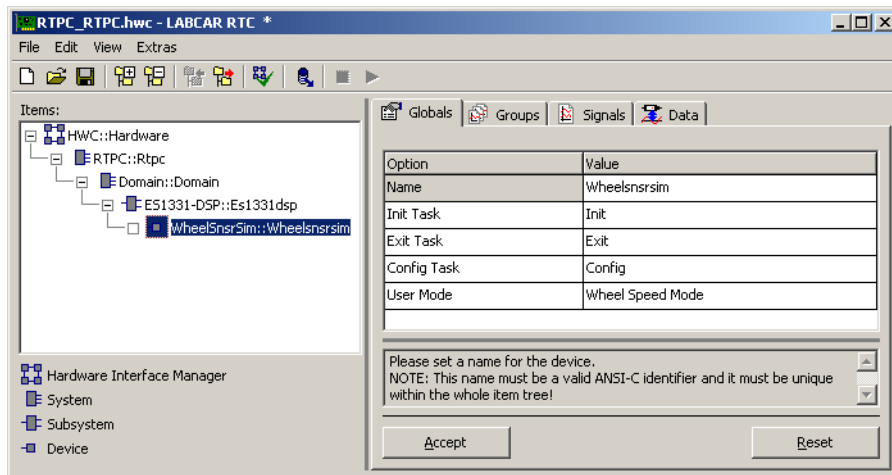 RTPC_RTPC.hwc - LABCAR RTC *
File Edit View Extras
Items:
HWC::Hardware
RTPC::Rtpc
Domain::Domain
ES1331-DSP::Es1331dsp
WheelSnsrSim::Wheelsnsrsim
Hardware Interface Manager
System
Subsystem
Device
Globals Groups Signals Data
Option Value
Name Wheelsnsrsim
Init Task Init
Exit Task Exit
Config Task Config
User Mode Wheel Speed Mode
Please set a name for the device.
NOTE: This name must be a valid ANSI-C identifier and it must be unique
within the whole item tree!
Accept Reset